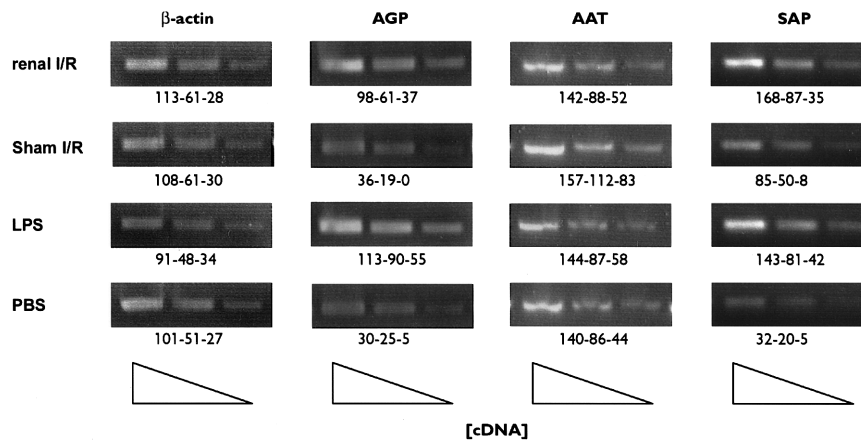 β-actin AGP AAT SAP
renal I/R
113-61-28 98-61-37 142-88-52 168-87-35
Sham I/R
108-61-30 36-19-0 157-112-83 85-50-8
LPS
91-48-34 113-90-55 144-87-58 143-81-42
PBS
101-51-27 30-25-5 140-86-44 32-20-5
[cDNA]